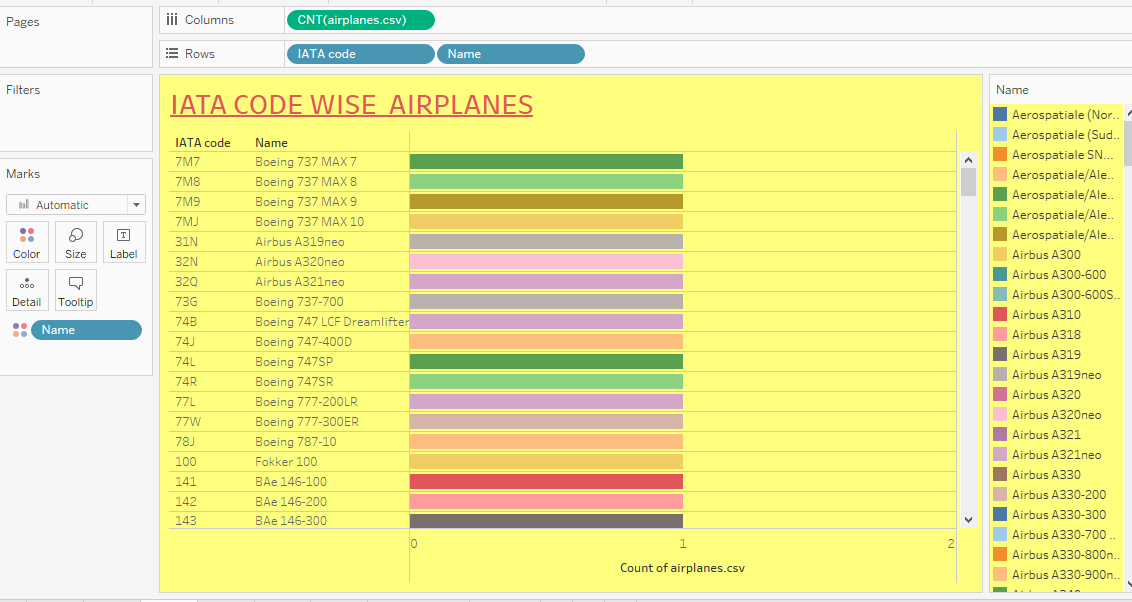 Pages
Columns
CNT(airplanes.csv)
Rows
IATA code
Name
Filters
Marks
Automatic
Color
Size
Label
Detail
Tooltip
Name
IATA CODE WISE  AIRPLANES
IATA code Name
7M7 Boeing 737 MAX 7
7M8 Boeing 737 MAX 8
7M9 Boeing 737 MAX 9
7MJ Boeing 737 MAX 10
31N Airbus A319neo
32N Airbus A320neo
32Q Airbus A321neo
73G Boeing 737-700
74B Boeing 747 LCF Dreamlifter
74J Boeing 747-400D
74L Boeing 747SP
74R Boeing 747SR
77L Boeing 777-200LR
77W Boeing 777-300ER
78J Boeing 787-10
100 Fokker 100
141 BAe 146-100
142 BAe 146-200
143 BAe 146-300
0 1 2
Count of airplanes.csv
Name
Aerospatiale (Nor..
Aerospatiale (Sud..
Aerospatiale SN...
Aerospatiale/Ale..
Aerospatiale/Ale..
Aerospatiale/Ale..
Aerospatiale/Ale..
Airbus A300
Airbus A300-600
Airbus A300-600S..
Airbus A310
Airbus A318
Airbus A319
Airbus A319neo
Airbus A320
Airbus A320neo
Airbus A321
Airbus A321neo
Airbus A330
Airbus A330-200
Airbus A330-300
Airbus A330-700 ..
Airbus A330-800n..
Airbus A330-900n..